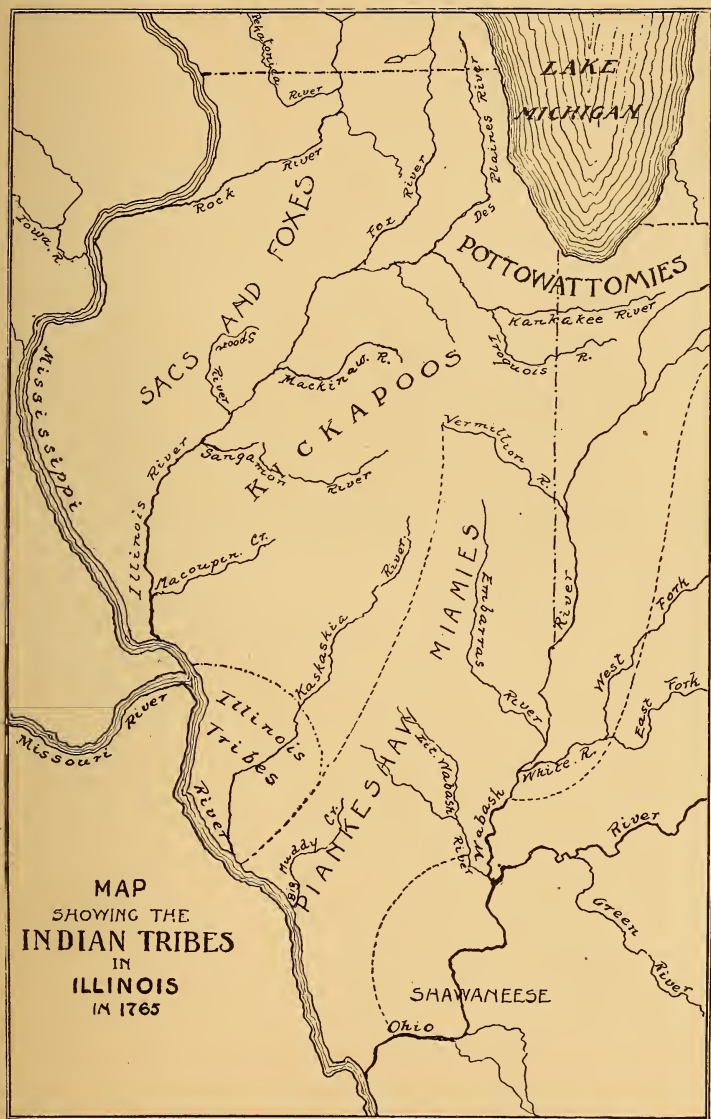 Pekatonica
River
LAKE
MICHIGAN
Des Plaines River
Rock River
Fox River
Iowa R.
SACS AND FOXES
POTTOWATTOMIES
Kankakee River
Iroquois R.
Spoon River
Mackinaw. R.
KICKAPOOS
Mississippi
River
Vermillion R.
Sangamon River
Illinois River
Macoupin. Cr.
Kaskaskia River.
MIAMIES
Embarras River
Wabash River
West Fork
East Fork
White. R.
Missouri River
Illinois
Tribes
PIANKESHAW
Lit. Wabash River
Big Muddy Cr.
River
Green River
SHAWANEESE
Ohio
MAP
SHOWING THE
INDIAN TRIBES
IN
ILLINOIS
IN 1765